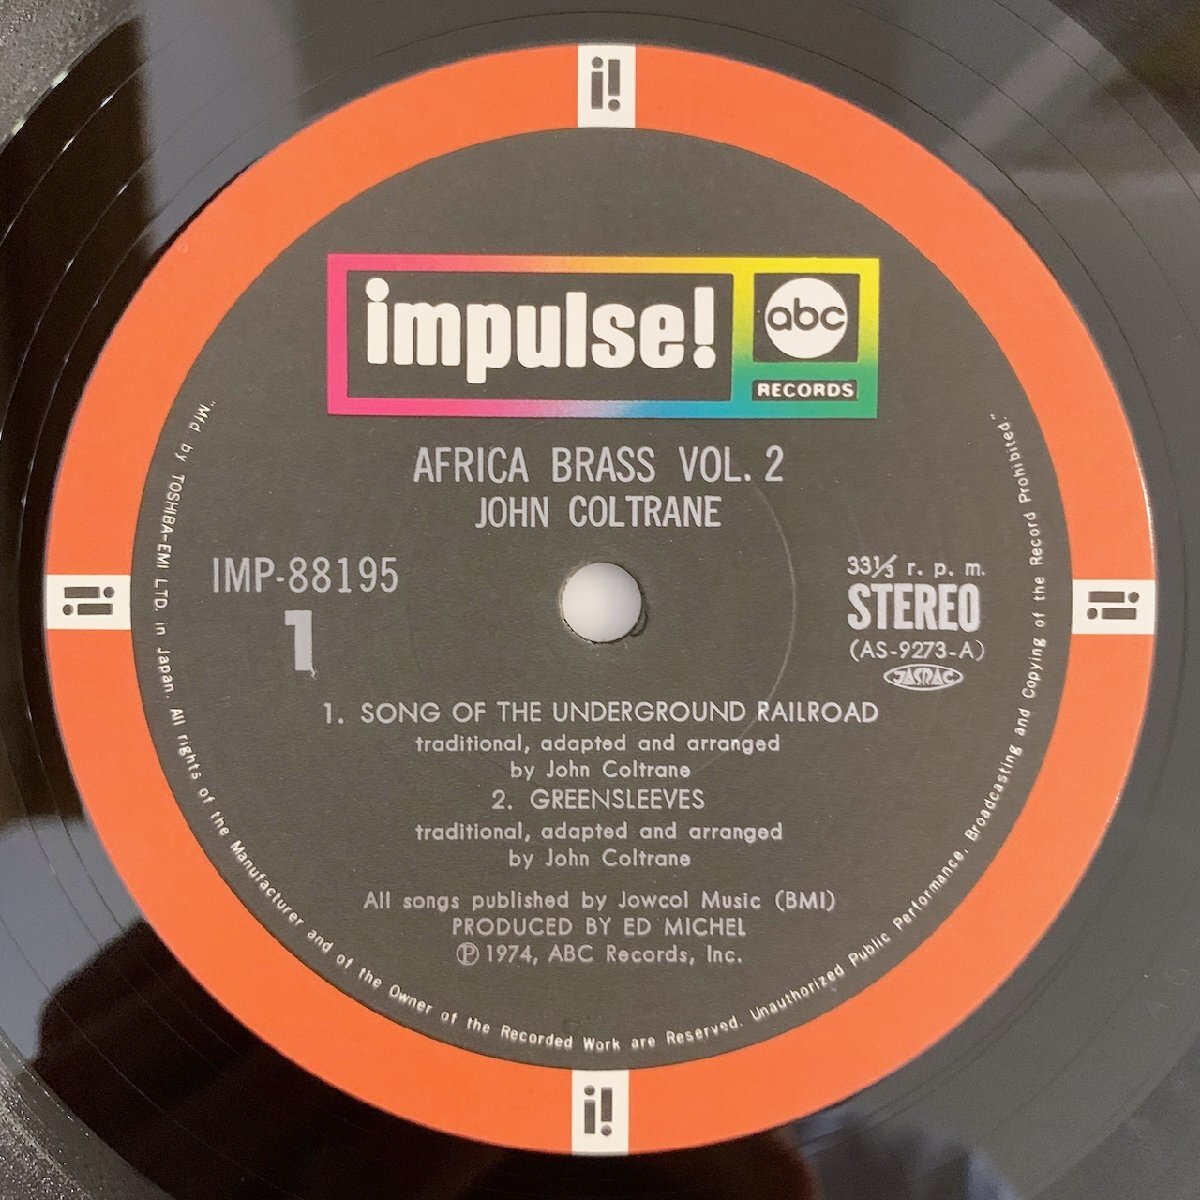 i!
impulse!
abc
RECORDS
AFRICA BRASS VOL. 2
JOHN COLTRANE
IMP-88195
1
33⅓ r. p. m.
STEREO
(AS-9273-A)
JASRAC
i!
i!
1. SONG OF THE UNDERGROUND RAILROAD
traditional, adapted and arranged
by John Coltrane
2. GREENSLEEVES
traditional, adapted and arranged
by John Coltrane
All songs published by Jowcol Music (BMI)
PRODUCED BY ED MICHEL
Ⓟ 1974, ABC Records, Inc.
"Mfd. by TOSHIBA-EMI LTD. in Japan. All rights of the Manufacturer and of the Owner of the Recorded Work are Reserved. Unauthorized Public Performance, Broadcasting and Copying of the Record Prohibited."
i!